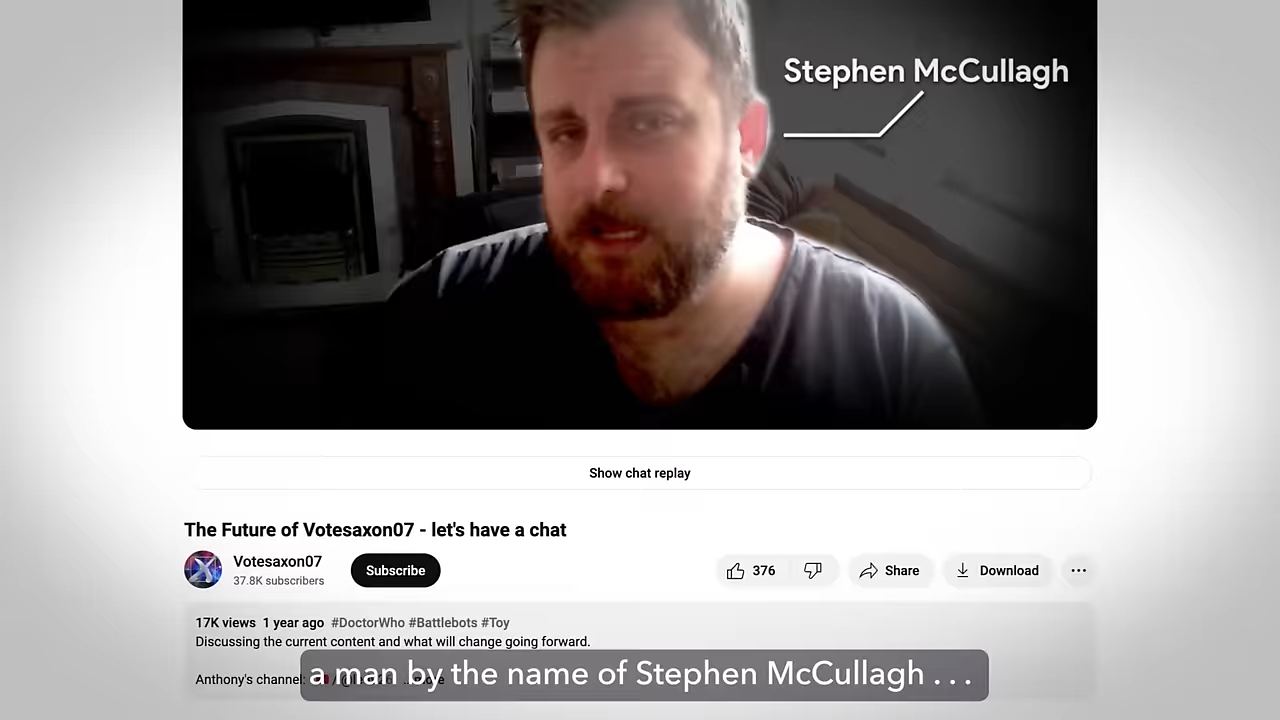 Stephen McCullagh
Show chat replay
The Future of Votesaxon07 - let's have a chat
Votesaxon07
37.8K subscribers
Subscribe
376
Share
Download
17K views 1 year ago #DoctorWho #Battlebots #Toy
Discussing the current content and what will change going forward.
Anthony's channel:
a man by the name of Stephen McCullagh . . .